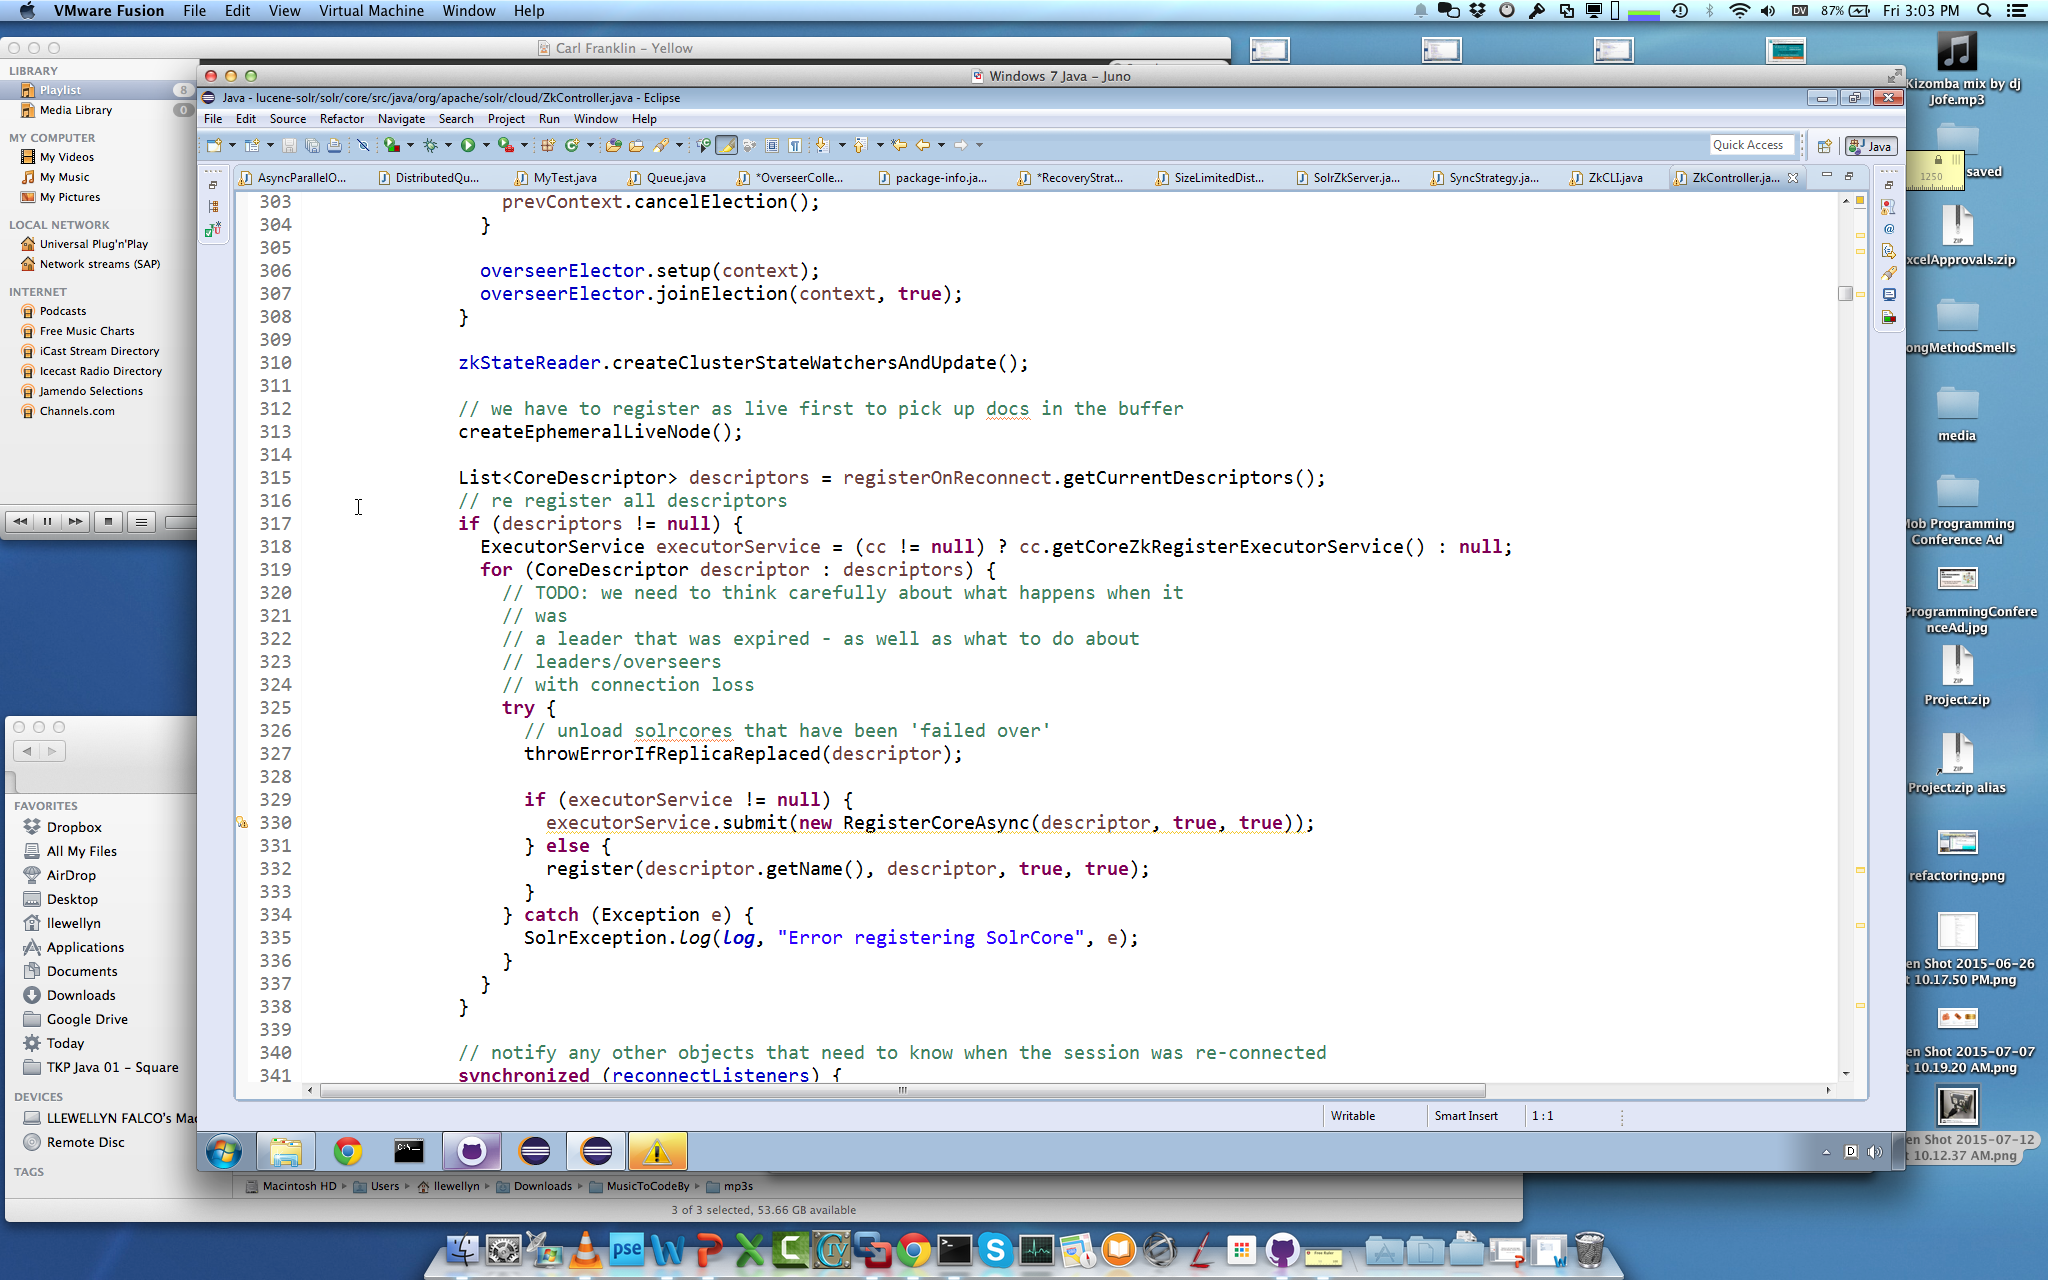 VMware Fusion File Edit View Virtual Machine Window Help
DV 87% Fri 3:03 PM
Carl Franklin – Yellow
LIBRARY
Playlist 8
Media Library 0
MY COMPUTER
My Videos
My Music
My Pictures
LOCAL NETWORK
Universal Plug'n'Play
Network streams (SAP)
INTERNET
Podcasts
Free Music Charts
iCast Stream Directory
Icecast Radio Directory
Jamendo Selections
Channels.com
FAVORITES
Dropbox
All My Files
AirDrop
Desktop
llewellyn
Applications
Documents
Downloads
Google Drive
Today
TKP Java 01 – Square
DEVICES
LLEWELLYN FALCO's Ma
Remote Disc
TAGS
Windows 7 Java – Juno
Java - lucene-solr/solr/core/src/java/org/apache/solr/cloud/ZkController.java - Eclipse
File Edit Source Refactor Navigate Search Project Run Window Help
Quick Access Java
AsyncParallelO... DistributedQu... MyTest.java Queue.java *OverseerColle... package-info.ja... *RecoveryStrat... SizeLimitedDist... SolrZkServer.ja... SyncStrategy.ja... ZkCLI.java ZkController.ja...
303 prevContext.cancelElection();
304 }
305
306 overseerElector.setup(context);
307 overseerElector.joinElection(context, true);
308 }
309
310 zkStateReader.createClusterStateWatchersAndUpdate();
311
312 // we have to register as live first to pick up docs in the buffer
313 createEphemeralLiveNode();
314
315 List<CoreDescriptor> descriptors = registerOnReconnect.getCurrentDescriptors();
316 // re register all descriptors
317 if (descriptors != null) {
318 ExecutorService executorService = (cc != null) ? cc.getCoreZkRegisterExecutorService() : null;
319 for (CoreDescriptor descriptor : descriptors) {
320 // TODO: we need to think carefully about what happens when it
321 // was
322 // a leader that was expired - as well as what to do about
323 // leaders/overseers
324 // with connection loss
325 try {
326 // unload solrcores that have been 'failed over'
327 throwErrorIfReplicaReplaced(descriptor);
328
329 if (executorService != null) {
330 executorService.submit(new RegisterCoreAsync(descriptor, true, true));
331 } else {
332 register(descriptor.getName(), descriptor, true, true);
333 }
334 } catch (Exception e) {
335 SolrException.log(log, "Error registering SolrCore", e);
336 }
337 }
338 }
339
340 // notify any other objects that need to know when the session was re-connected
341 synchronized (reconnectListeners) {
Writable Smart Insert 1 : 1
D
Macintosh HD Users llewellyn Downloads MusicToCodeBy mp3s
3 of 3 selected, 53.66 GB available
Kizomba mix by dj
Jofe.mp3
1250
saved
ZIP
xcelApprovals.zip
ongMethodSmells
media
Mob Programming
Conference Ad
ProgrammingConfere
nceAd.jpg
ZIP
Project.zip
ZIP
Project.zip alias
refactoring.png
en Shot 2015-06-26
t 10.17.50 PM.png
en Shot 2015-07-07
t 10.19.20 AM.png
en Shot 2015-07-12
t 10.12.37 AM.png
pse